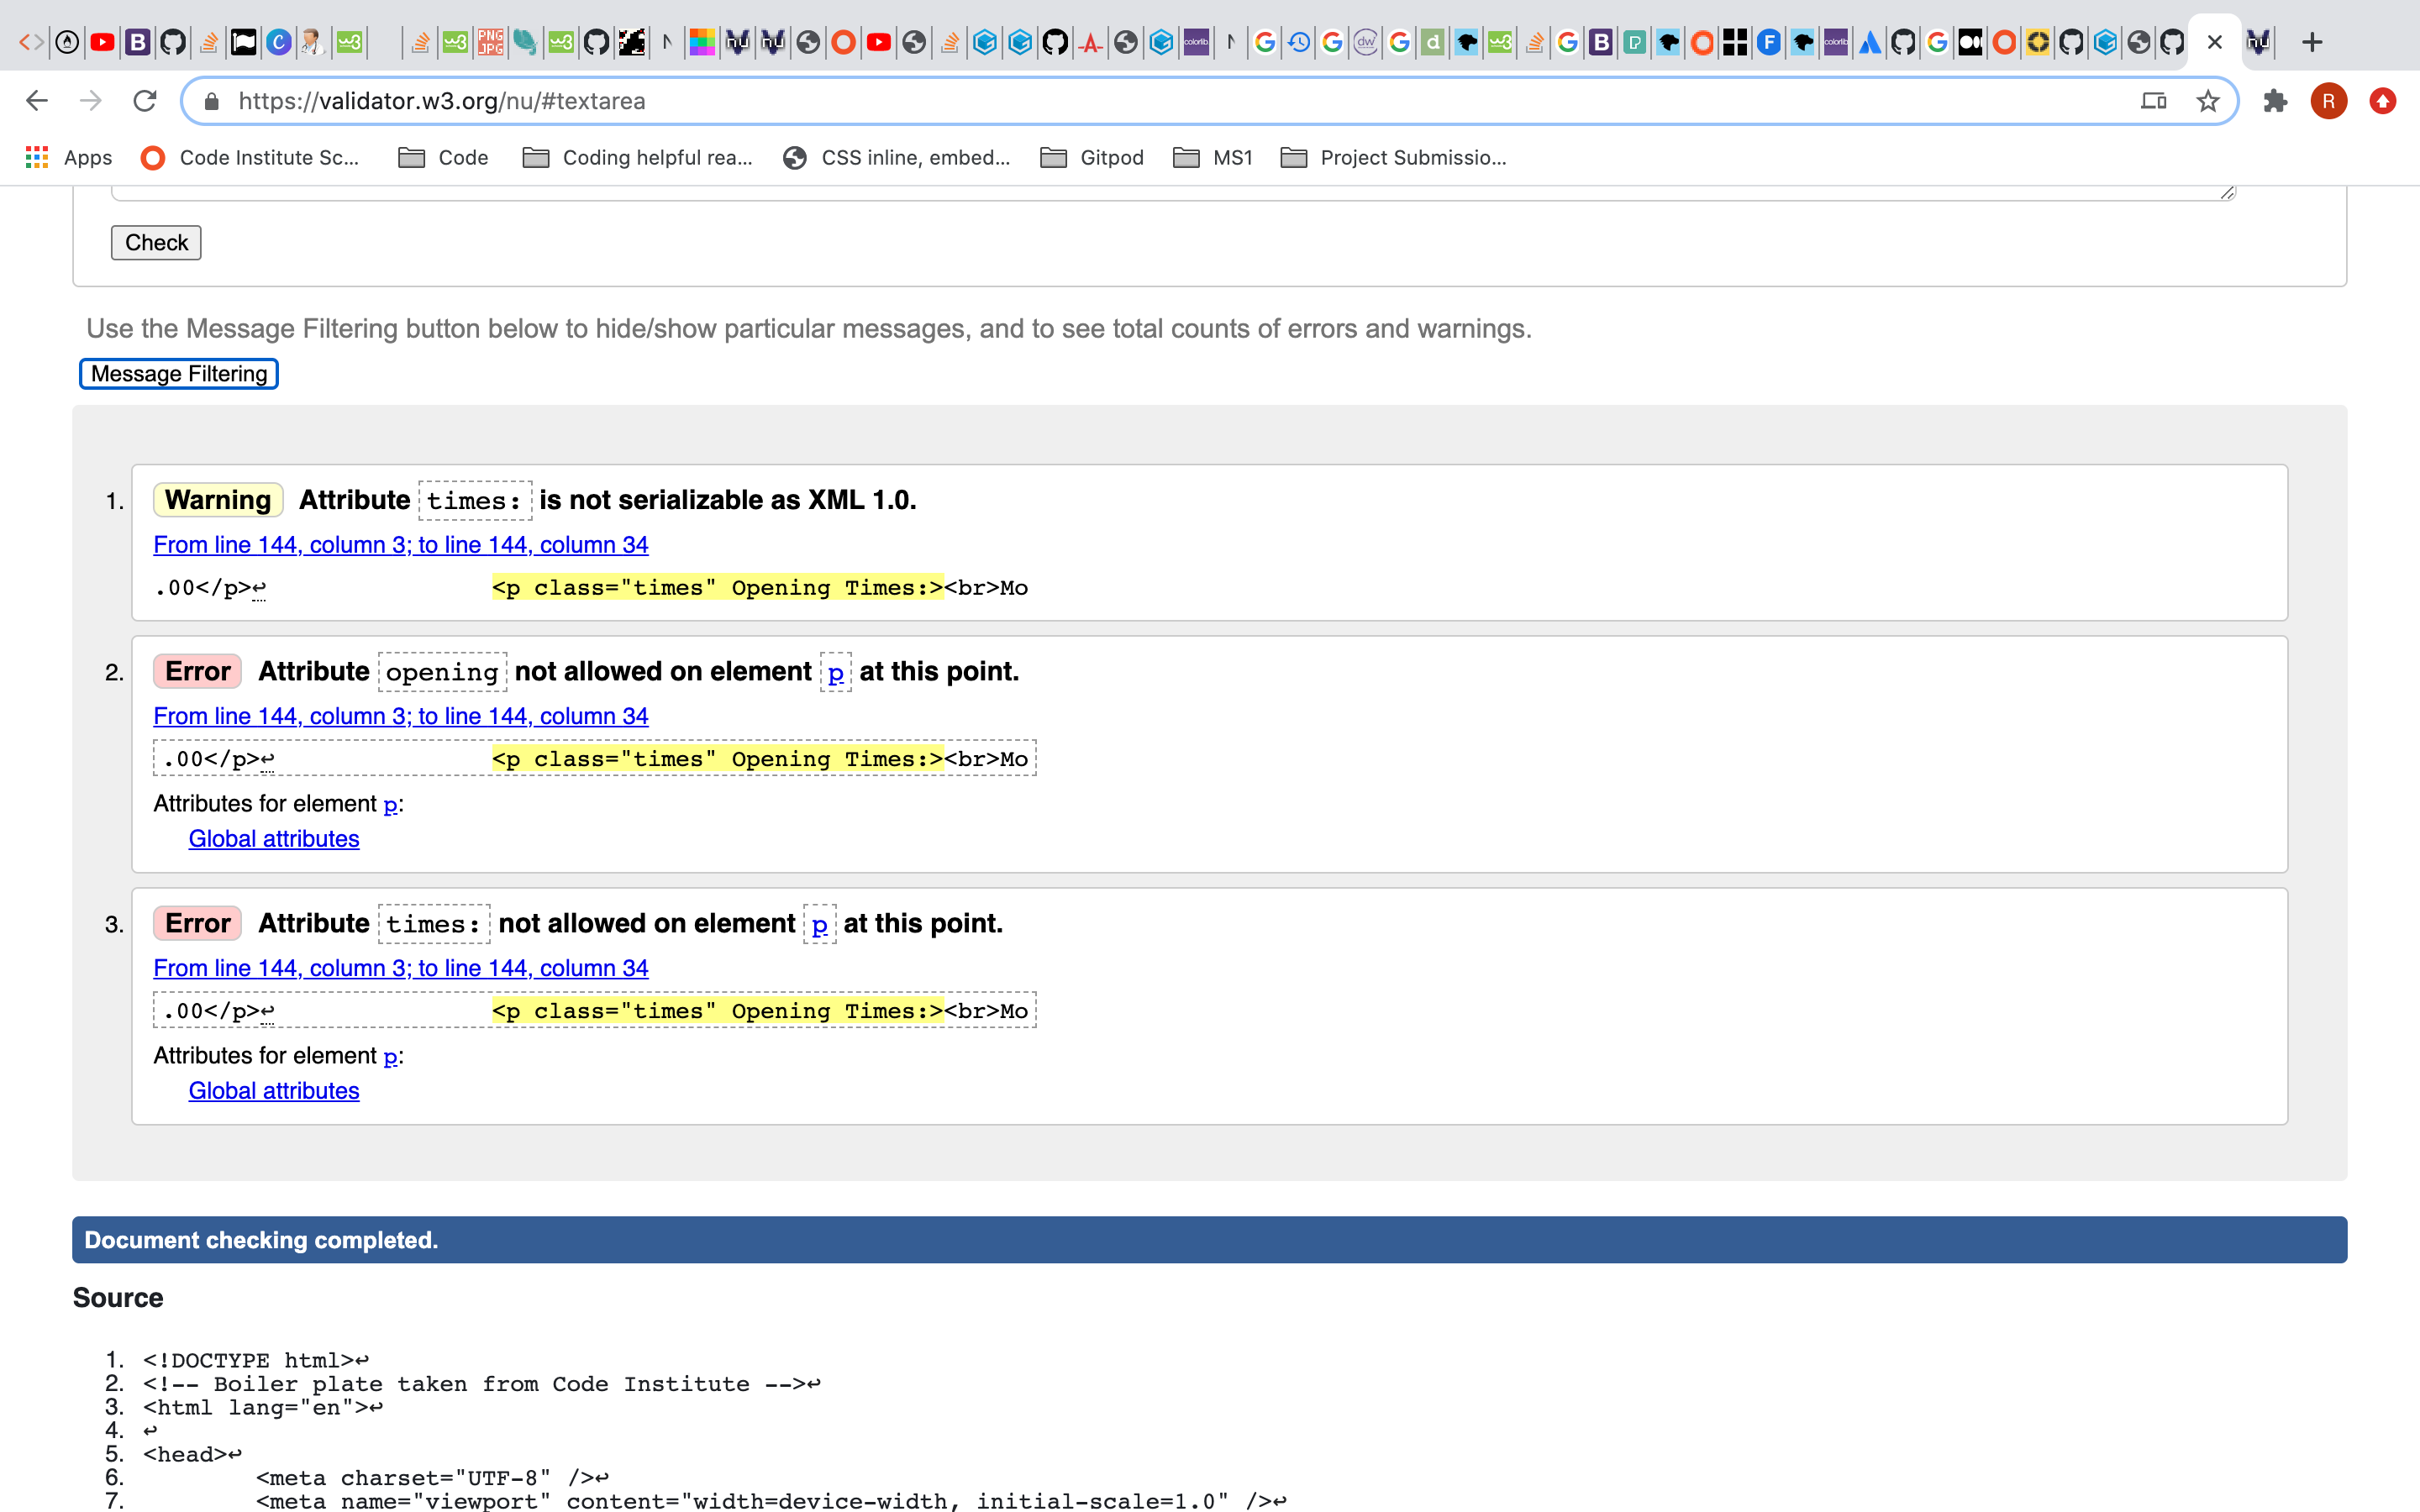 https://validator.w3.org/nu/#textarea
R
Apps Code Institute Sc... Code Coding helpful rea... CSS inline, embed... Gitpod MS1 Project Submissio...
Check
Use the Message Filtering button below to hide/show particular messages, and to see total counts of errors and warnings.
Message Filtering
1. Warning Attribute times: is not serializable as XML 1.0.
From line 144, column 3; to line 144, column 34
.00</p>↩ <p class="times" Opening Times:><br>Mo
2. Error Attribute opening not allowed on element p at this point.
From line 144, column 3; to line 144, column 34
.00</p>↩ <p class="times" Opening Times:><br>Mo
Attributes for element p:
Global attributes
3. Error Attribute times: not allowed on element p at this point.
From line 144, column 3; to line 144, column 34
.00</p>↩ <p class="times" Opening Times:><br>Mo
Attributes for element p:
Global attributes
Document checking completed.
Source
1. <!DOCTYPE html>↩
2. <!-- Boiler plate taken from Code Institute -->↩
3. <html lang="en">↩
4. ↩
5. <head>↩
6. <meta charset="UTF-8" />↩
7. <meta name="viewport" content="width=device-width, initial-scale=1.0" />↩